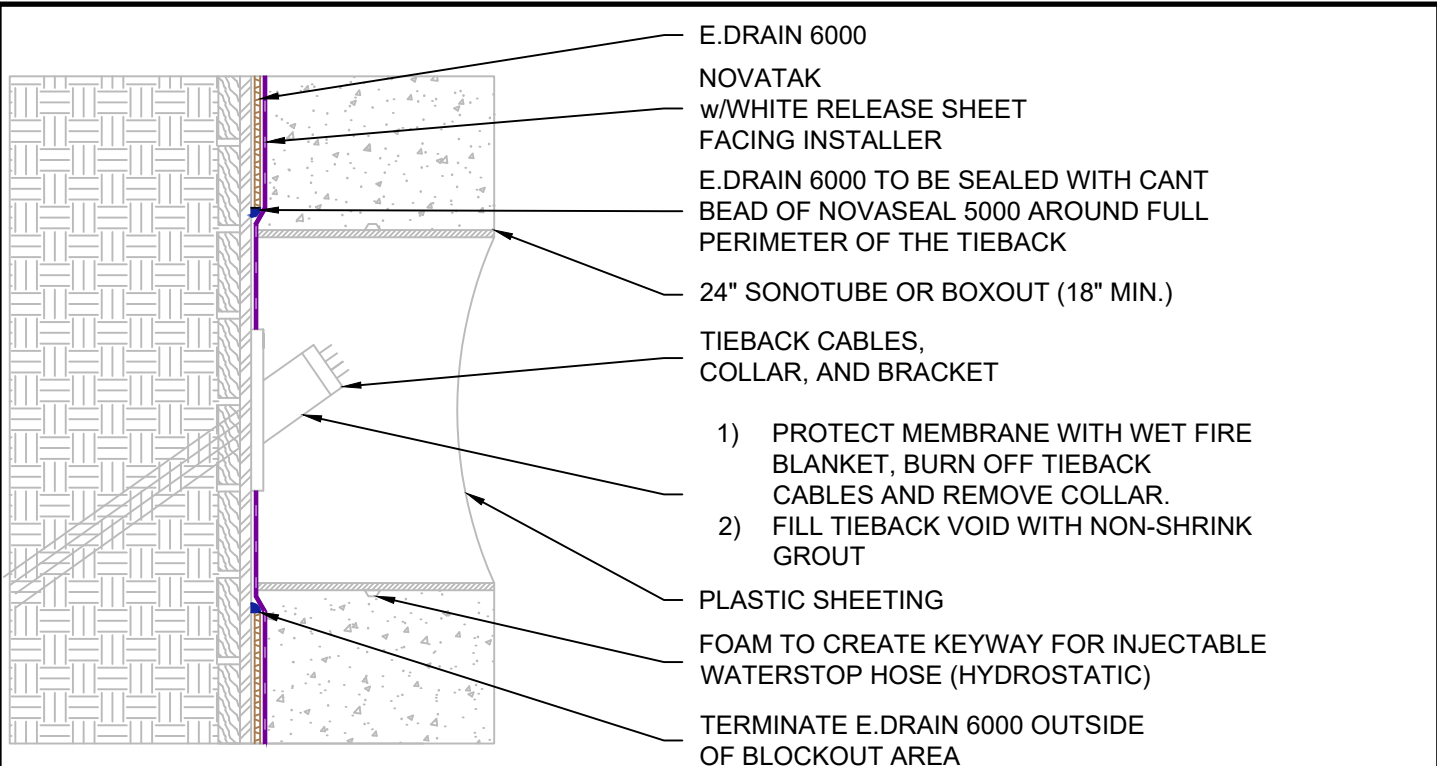 E.DRAIN 6000
NOVATAK
w/WHITE RELEASE SHEET
FACING INSTALLER
E.DRAIN 6000 TO BE SEALED WITH CANT
BEAD OF NOVASEAL 5000 AROUND FULL
PERIMETER OF THE TIEBACK
24" SONOTUBE OR BOXOUT (18" MIN.)
TIEBACK CABLES,
COLLAR, AND BRACKET
1) PROTECT MEMBRANE WITH WET FIRE
BLANKET, BURN OFF TIEBACK
CABLES AND REMOVE COLLAR.
2) FILL TIEBACK VOID WITH NON-SHRINK
GROUT
PLASTIC SHEETING
FOAM TO CREATE KEYWAY FOR INJECTABLE
WATERSTOP HOSE (HYDROSTATIC)
TERMINATE E.DRAIN 6000 OUTSIDE
OF BLOCKOUT AREA